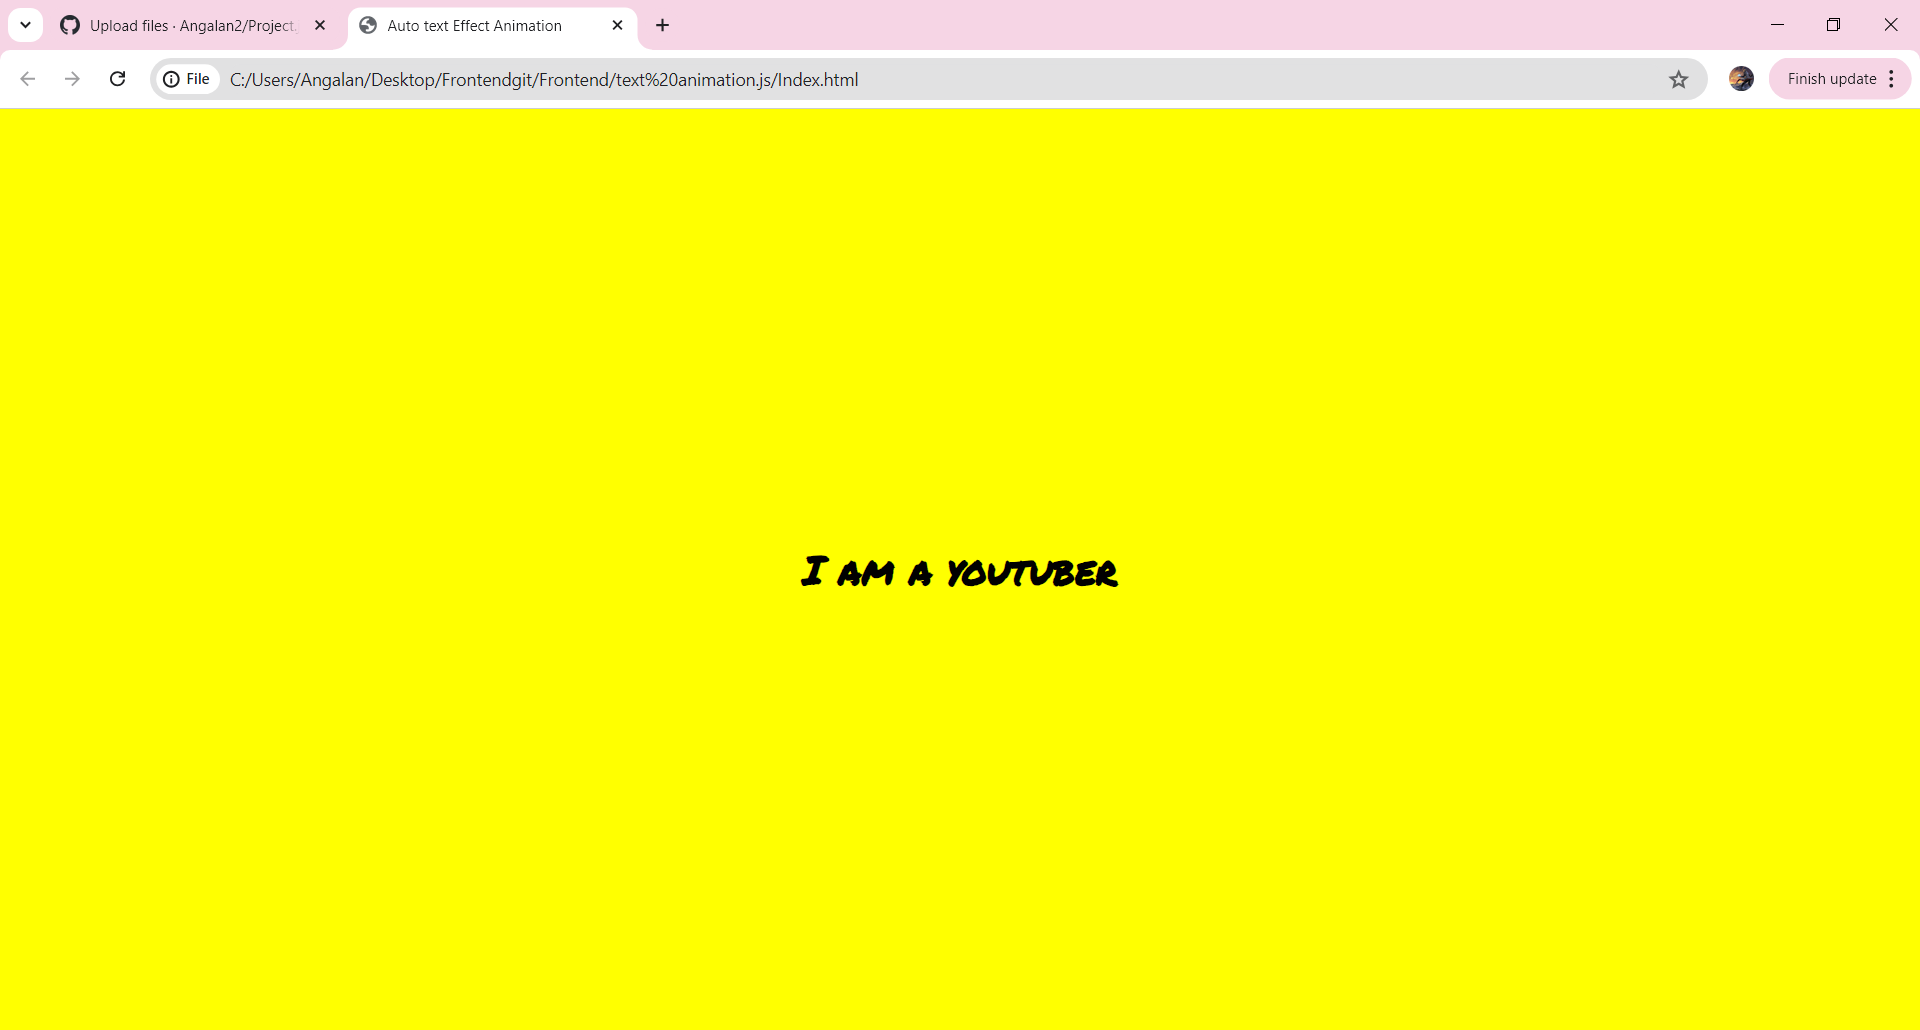 Upload files · Angalan2/Project.
Auto text Effect Animation
File
C:/Users/Angalan/Desktop/Frontendgit/Frontend/text%20animation.js/Index.html
Finish update
I am a youtuber